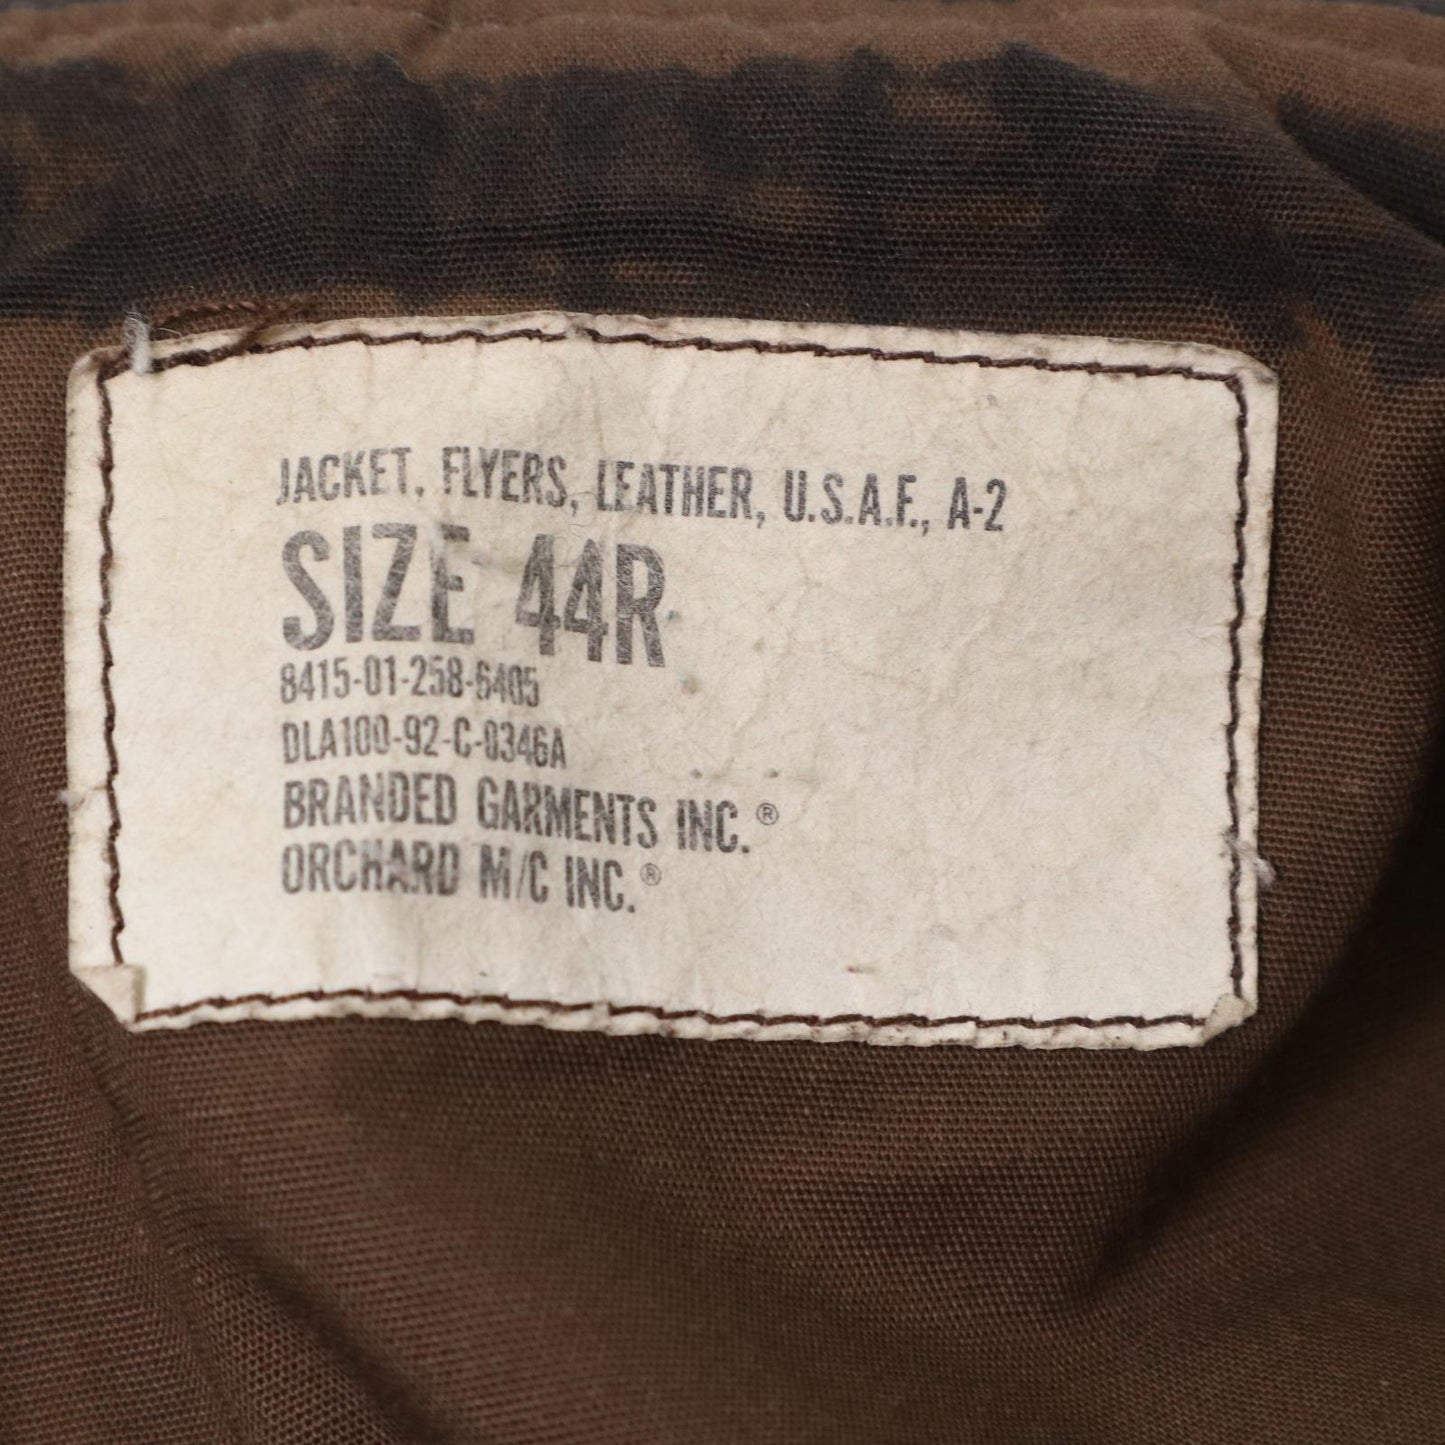 JACKET, FLYERS, LEATHER, U.S.A.F., A-2
SIZE 44R
8415-01-258-6405
DLA100-92-C-0346A
BRANDED GARMENTS INC.®
ORCHARD M/C INC.®